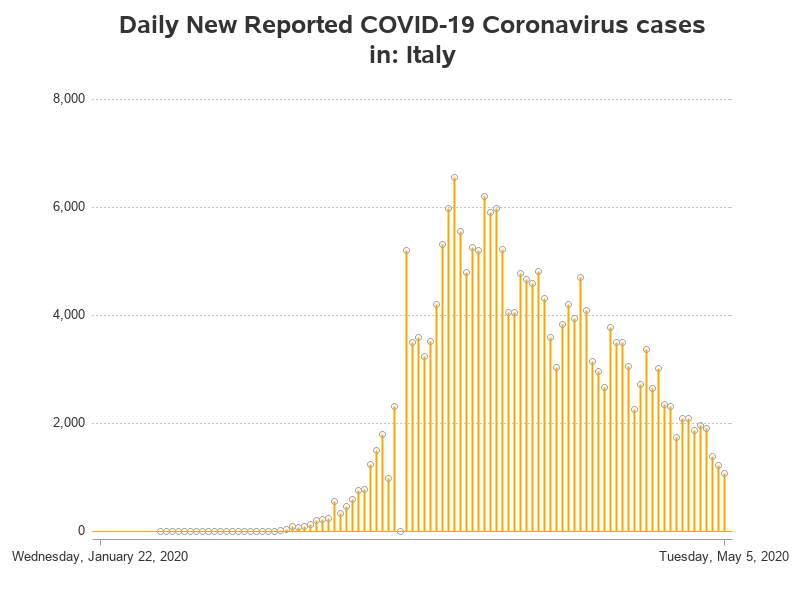 Daily New Reported COVID-19 Coronavirus cases
in: Italy
8,000
6,000
4,000
2,000
0
Wednesday, January 22, 2020
Tuesday, May 5, 2020